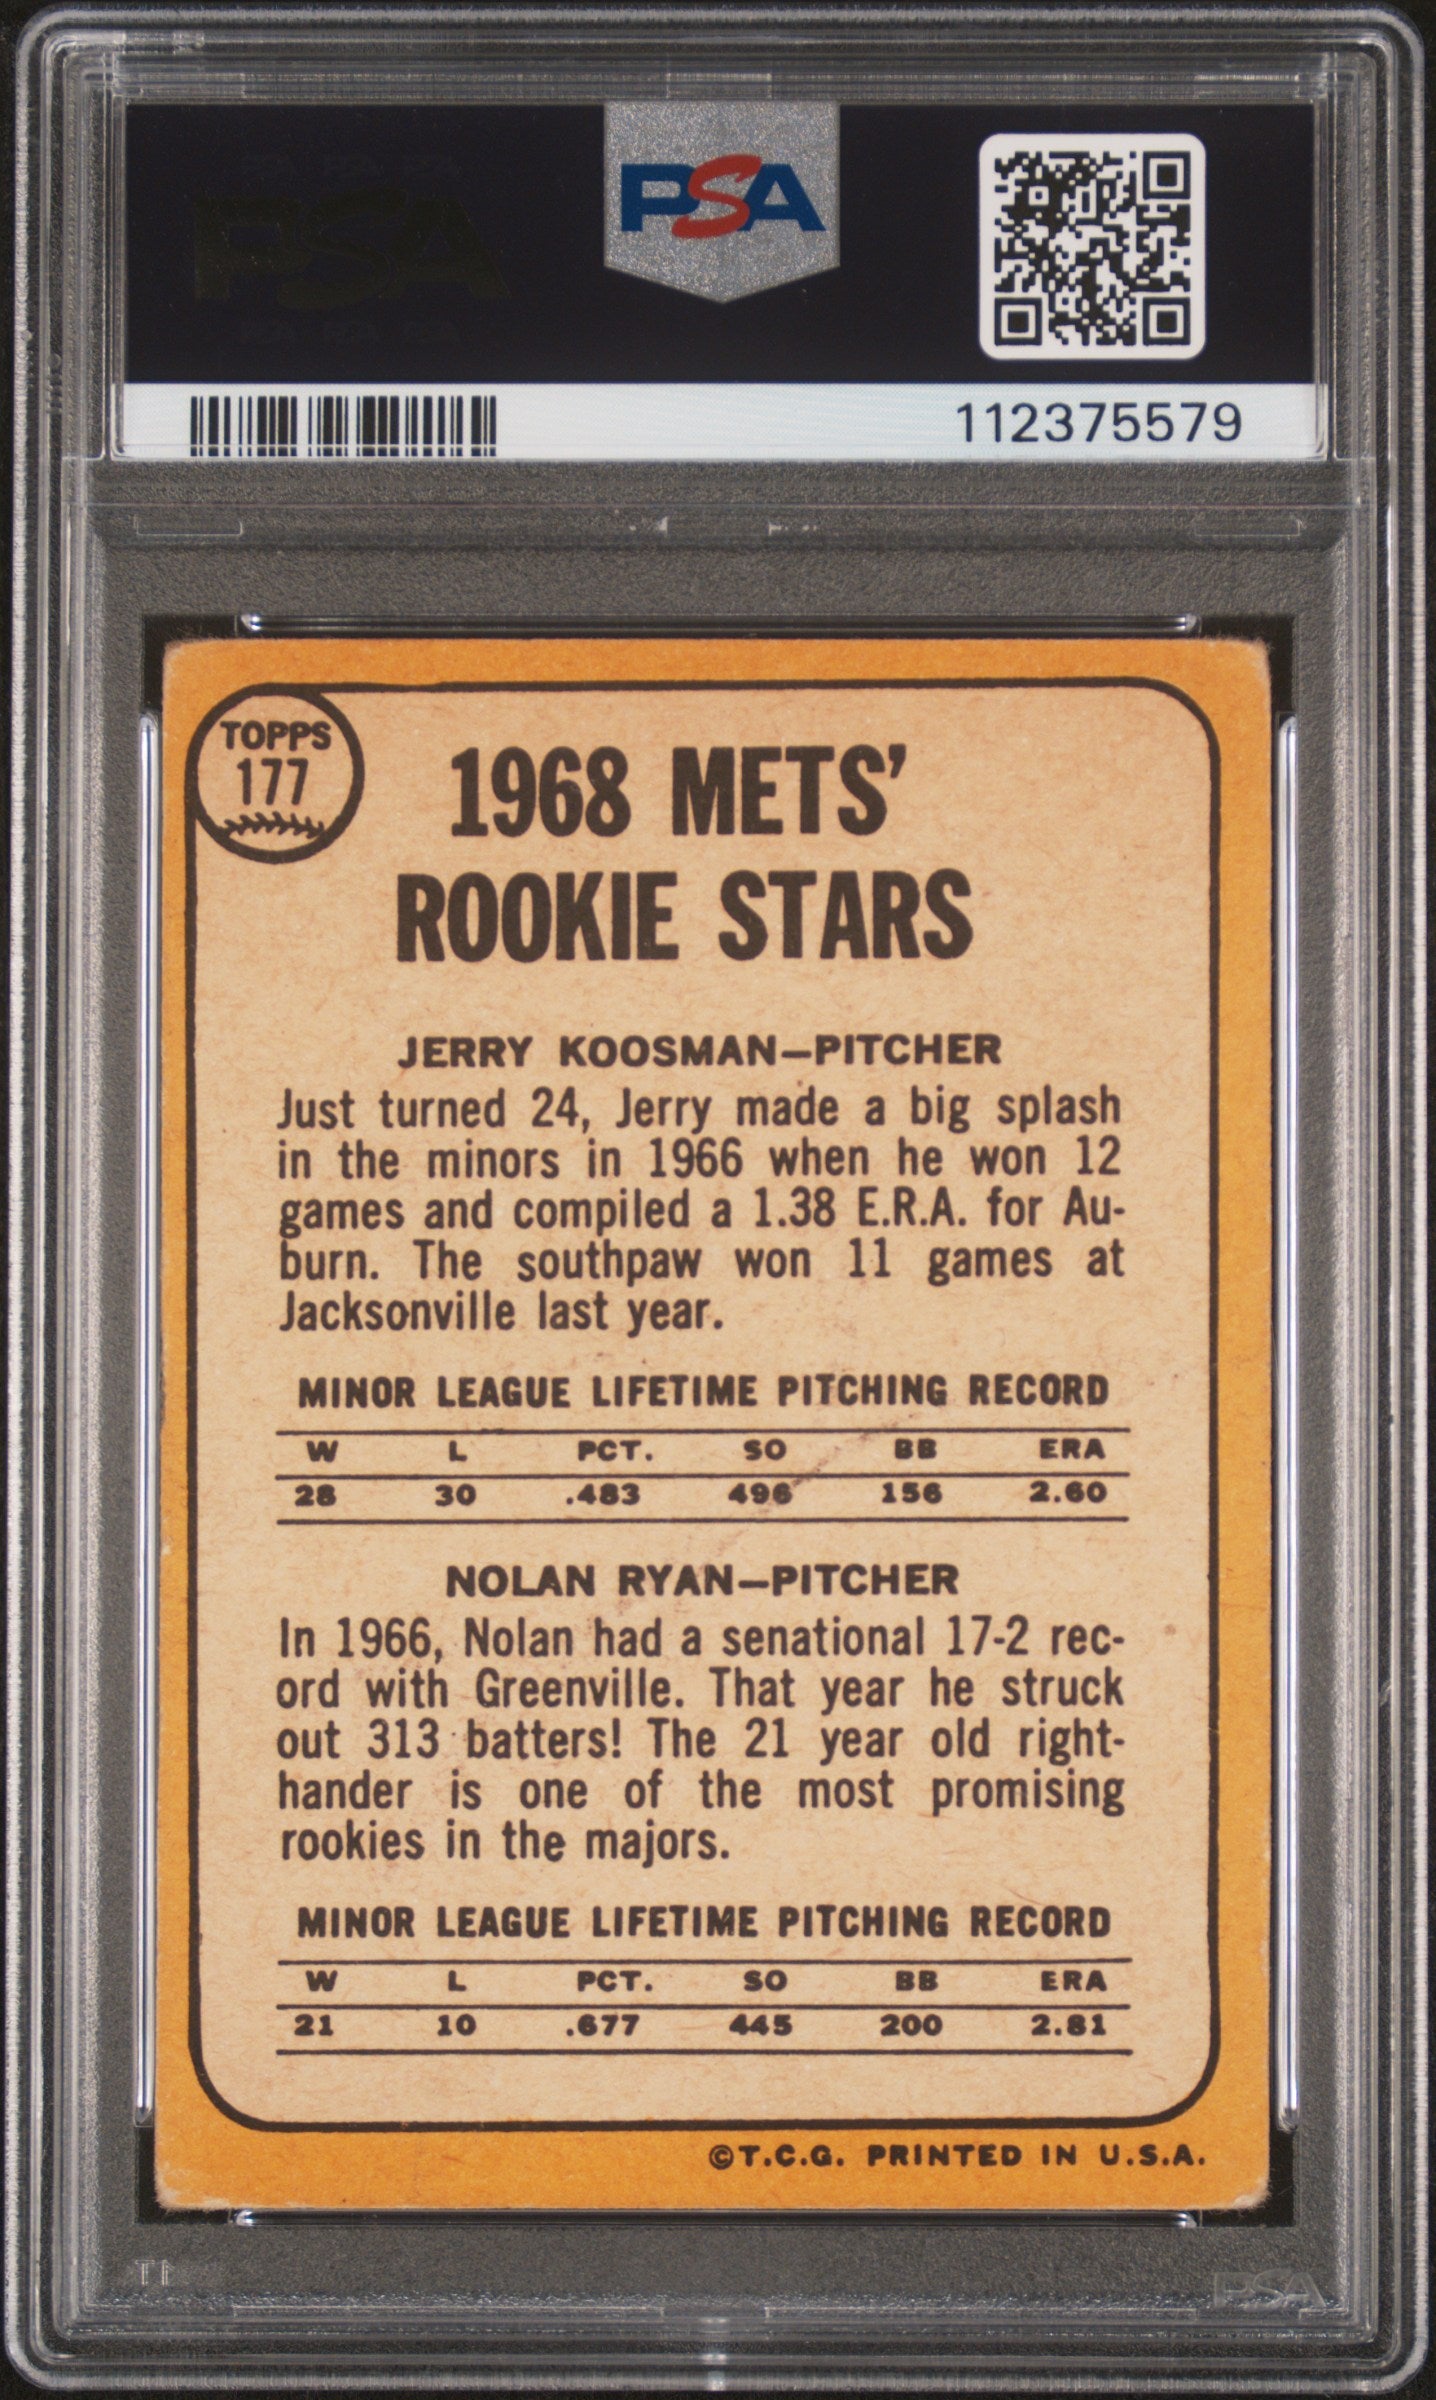 PSA
PSA
112375579
TOPPS
177
1968 METS'
ROOKIE STARS
JERRY KOOSMAN—PITCHER
Just turned 24, Jerry made a big splash
in the minors in 1966 when he won 12
games and compiled a 1.38 E.R.A. for Au-
burn. The southpaw won 11 games at
Jacksonville last year.
MINOR LEAGUE LIFETIME PITCHING RECORD
W L PCT. SO BB ERA
28 30 .483 496 156 2.60
NOLAN RYAN—PITCHER
In 1966, Nolan had a senational 17-2 rec-
ord with Greenville. That year he struck
out 313 batters! The 21 year old right-
hander is one of the most promising
rookies in the majors.
MINOR LEAGUE LIFETIME PITCHING RECORD
W L PCT. SO BB ERA
21 10 .677 445 200 2.81
©T.C.G. PRINTED IN U.S.A.
PSA